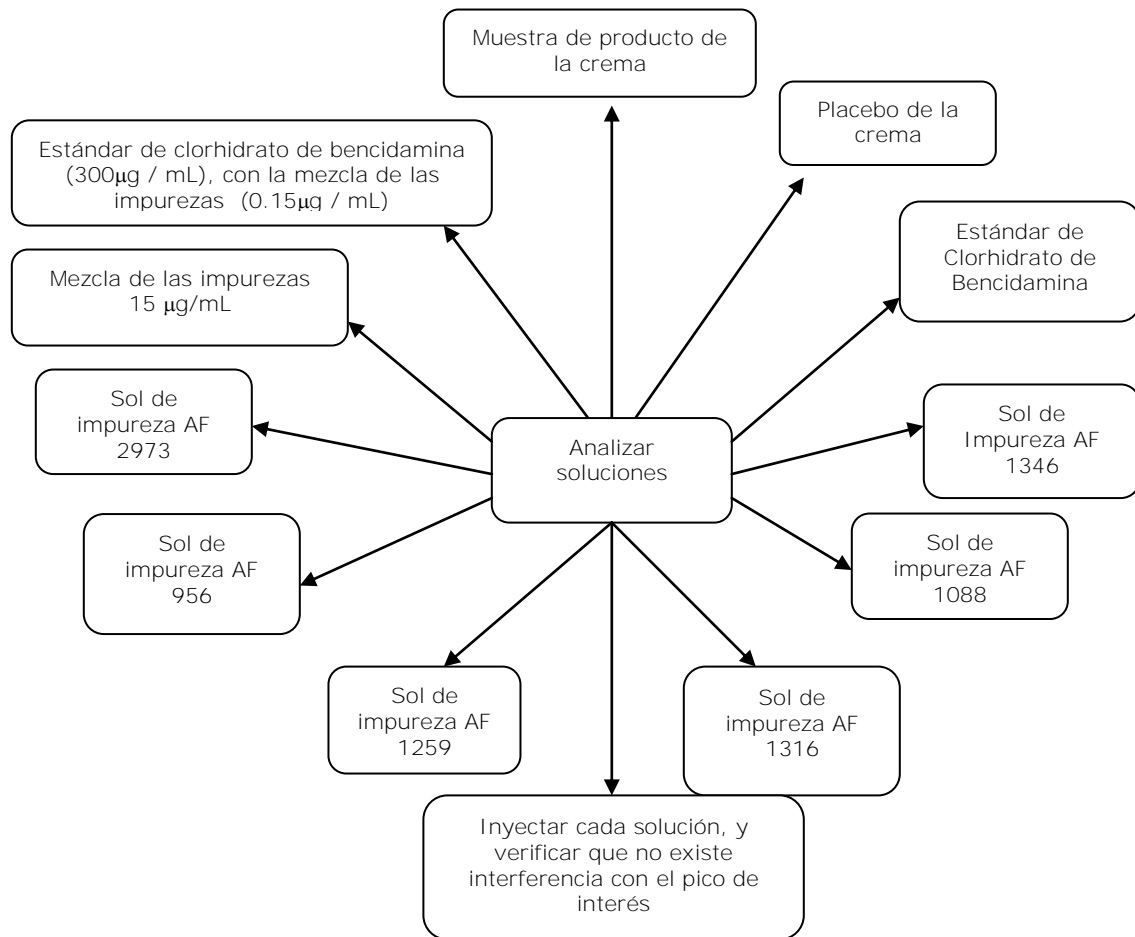 Muestra de producto de
la crema
Placebo de la
crema
Estándar de clorhidrato de bencidamina
(300µg / mL), con la mezcla de las
impurezas (0.15µg / mL)
Estándar de
Clorhidrato de
Bencidamina
Mezcla de las impurezas
15 µg/mL
Sol de
impureza AF
2973
Analizar
soluciones
Sol de
Impureza AF
1346
Sol de
impureza AF
956
Sol de
impureza AF
1088
Sol de
impureza AF
1259
Sol de
impureza AF
1316
Inyectar cada solución, y
verificar que no existe
interferencia con el pico de
interés